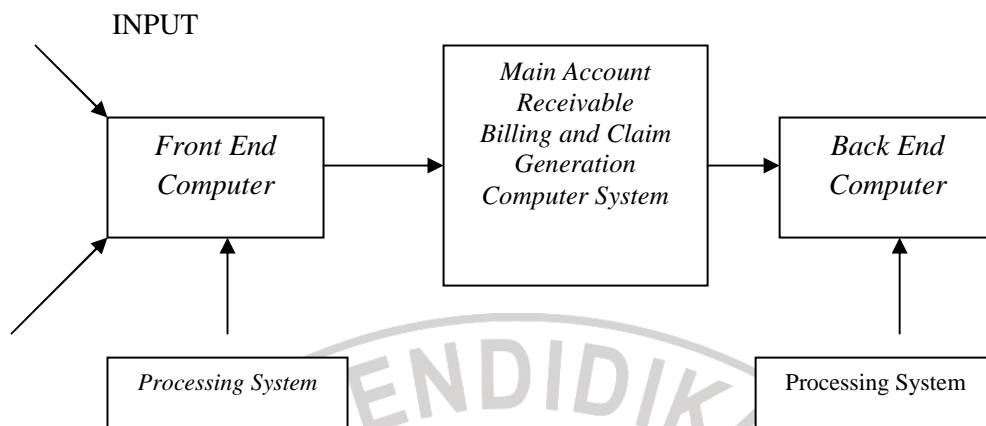 INPUT
Front End
Computer
Main Account
Receivable
Billing and Claim
Generation
Computer System
Back End
Computer
Processing System
Processing System
ENDIDIK